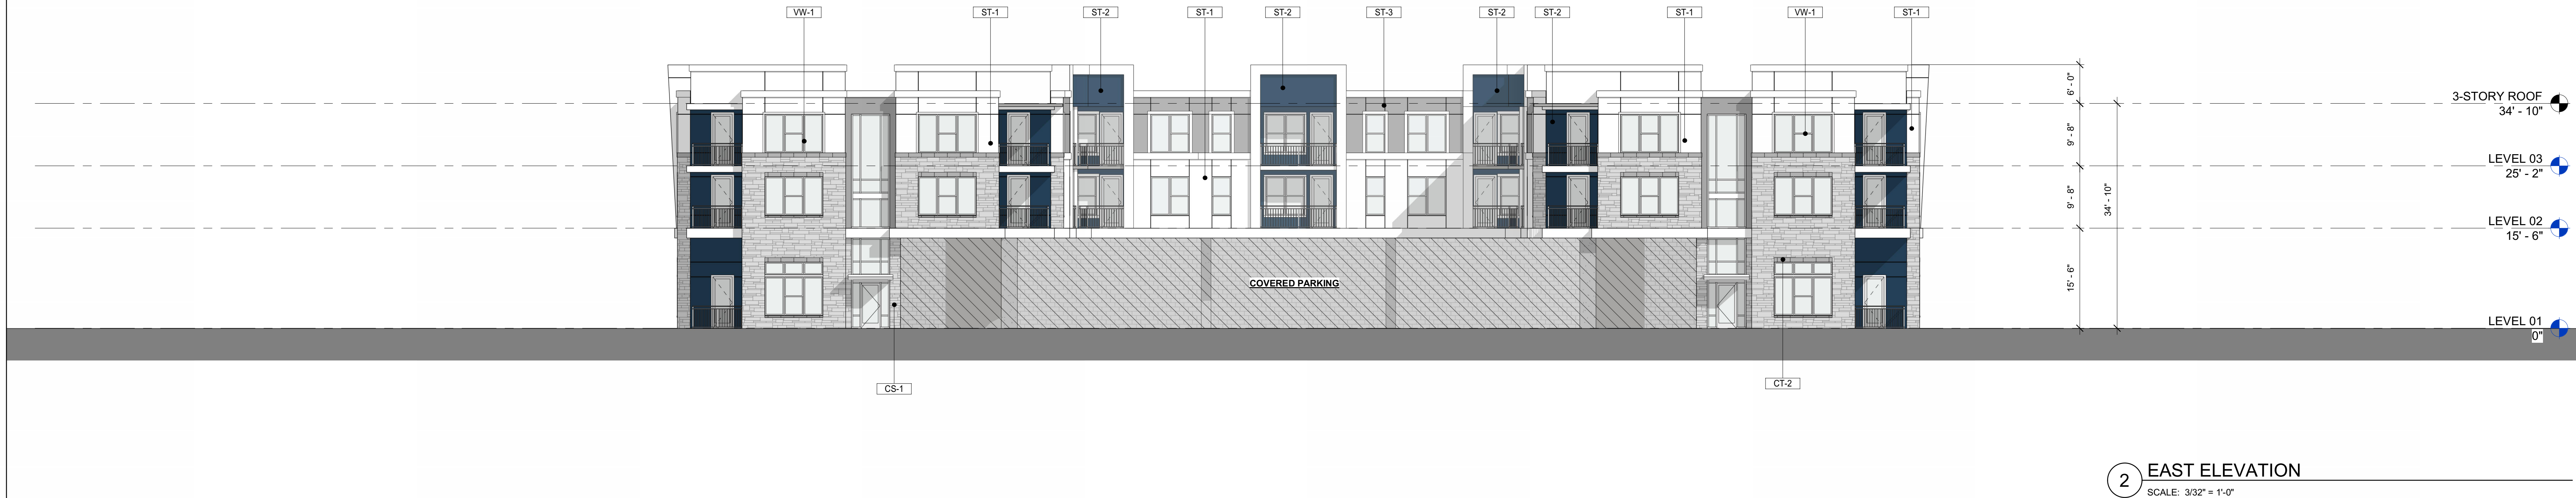 VW-1
ST-1
ST-2
ST-1
ST-2
ST-3
ST-2
ST-2
ST-1
VW-1
ST-1
6' - 0"
9' - 8"
9' - 8"
15' - 6"
34' - 10"
3-STORY ROOF
34' - 10"
LEVEL 03
25' - 2"
LEVEL 02
15' - 6"
LEVEL 01
0"
COVERED PARKING
CS-1
CT-2
2
EAST ELEVATION
SCALE: 3/32" = 1'-0"